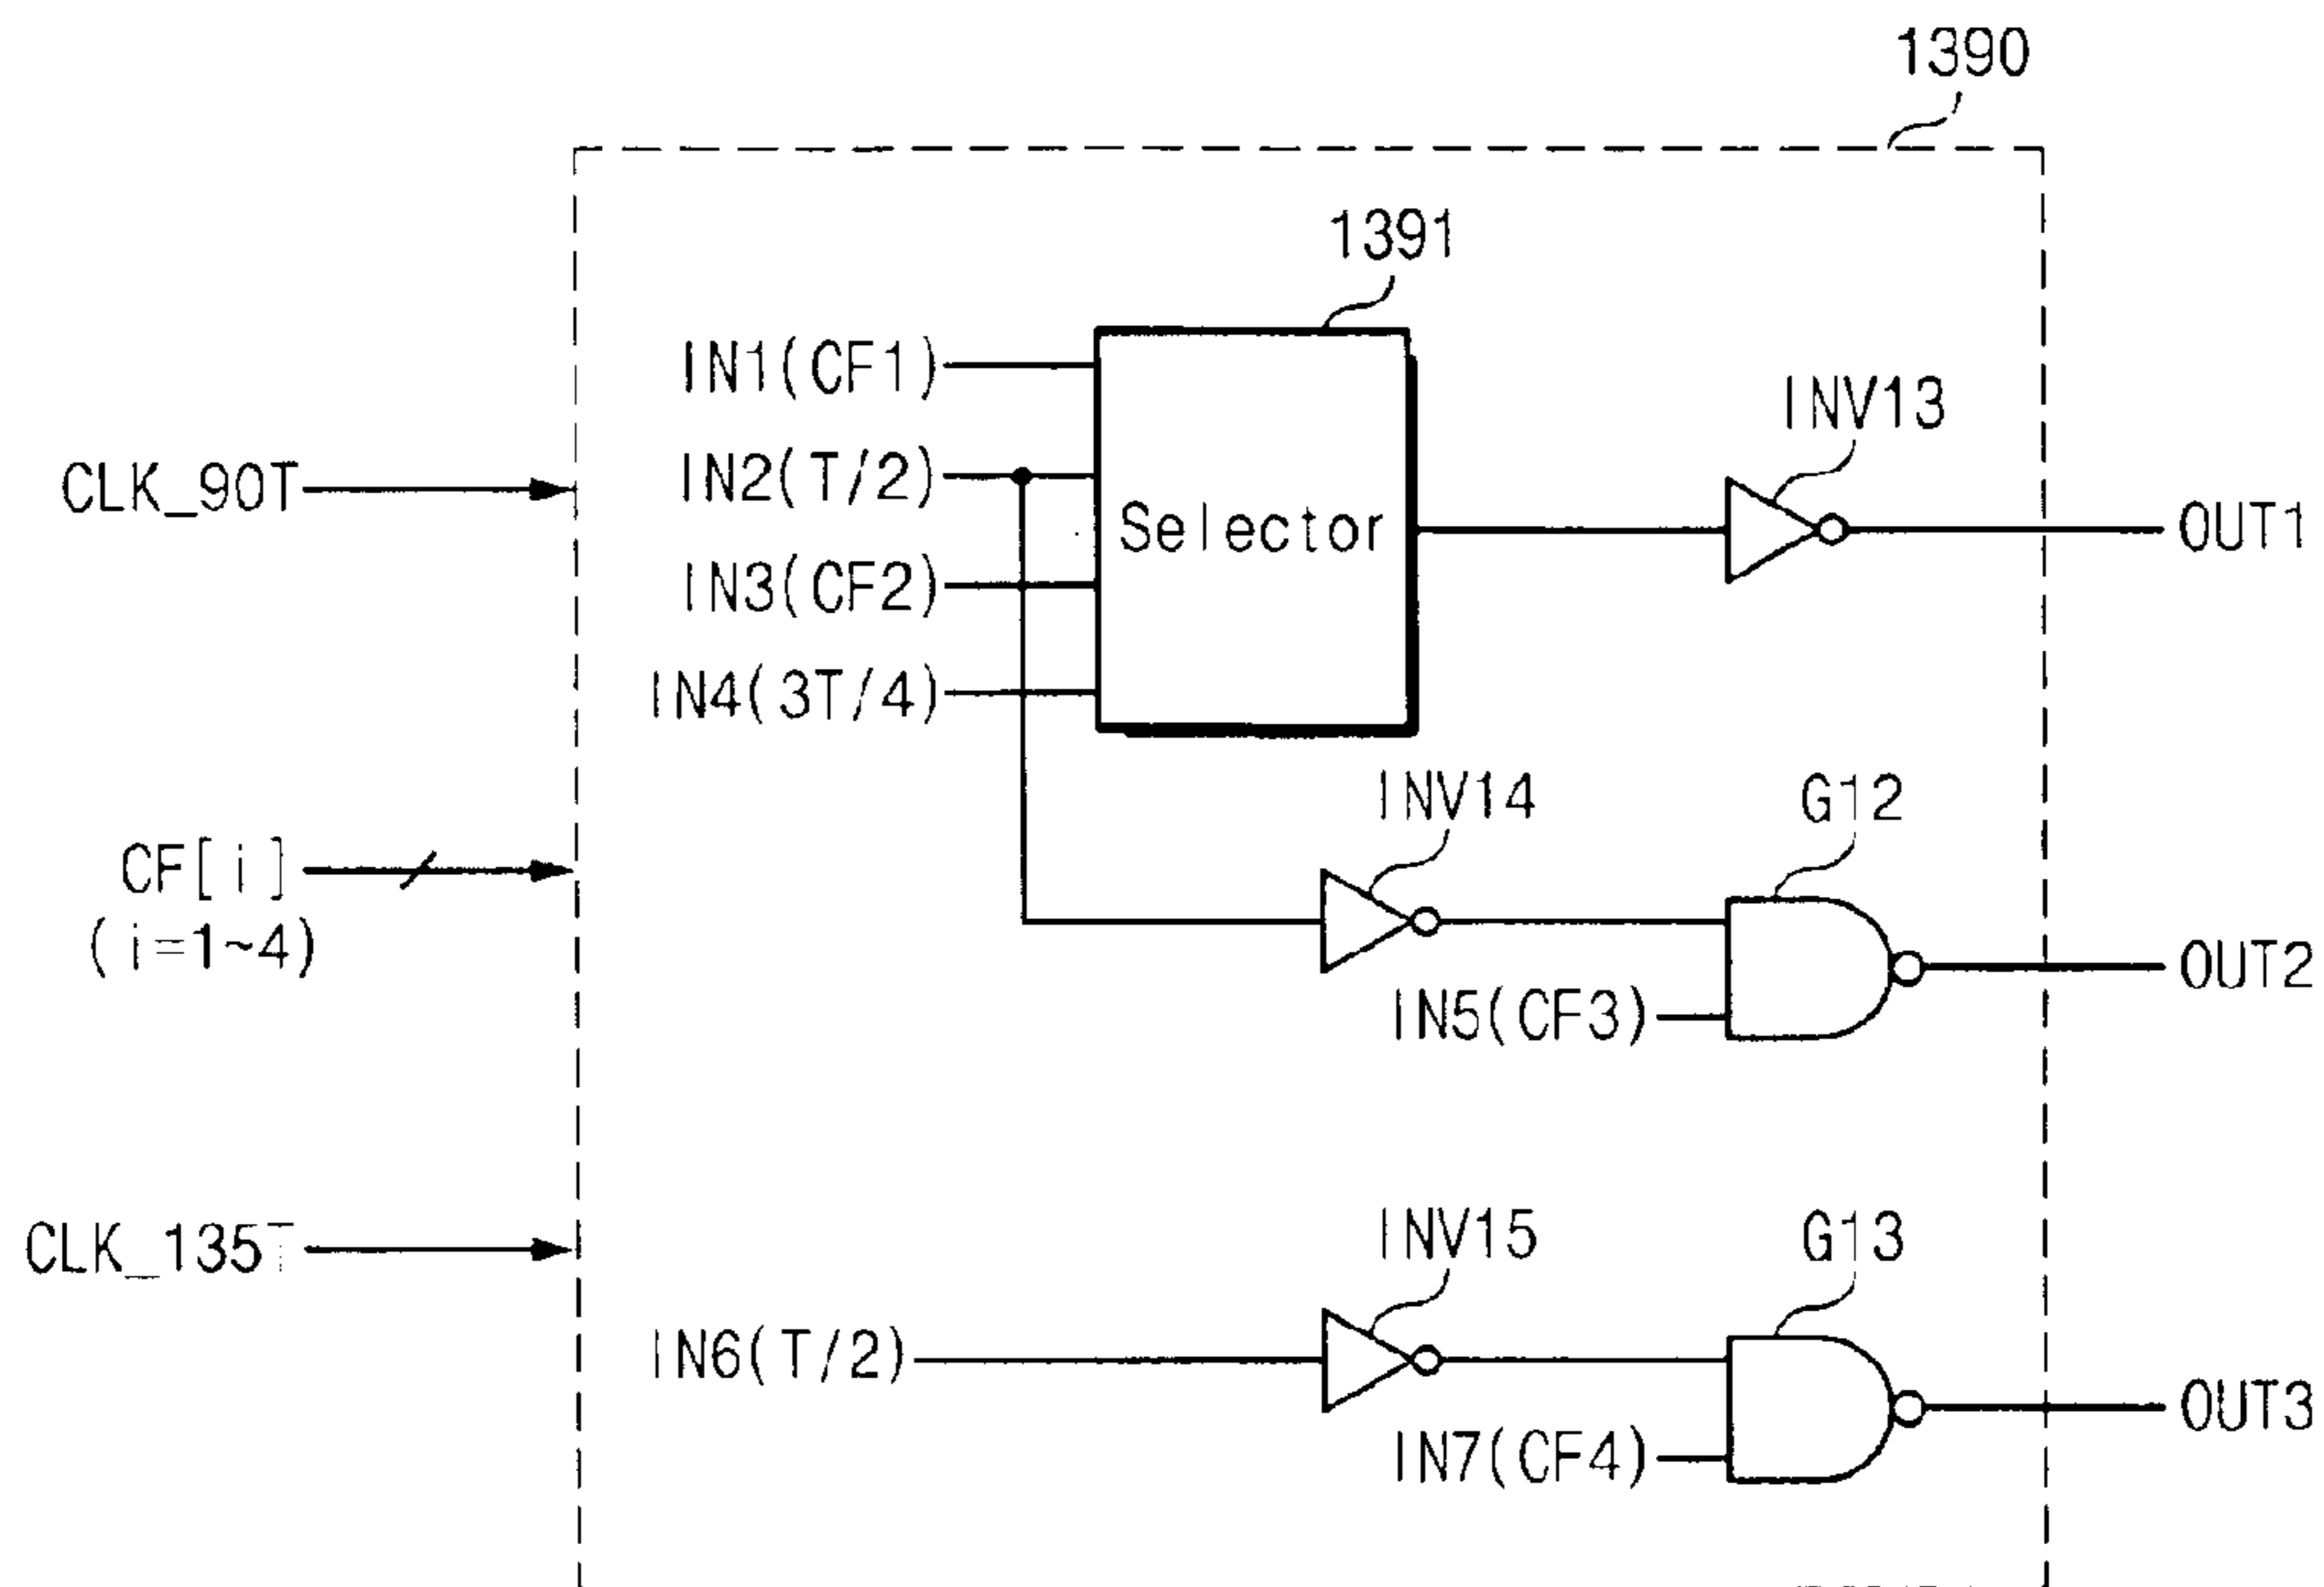 1390
1391
IN1(CF1)
INV13
IN2(T/2)
CLK_90T
Selector
OUT1
IN3(CF2)
IN4(3T/4)
INV14
G12
CF[i]
(i=1~4)
OUT2
IN5(CF3)
INV15
G13
CLK_135T
IN6(T/2)
OUT3
IN7(CF4)